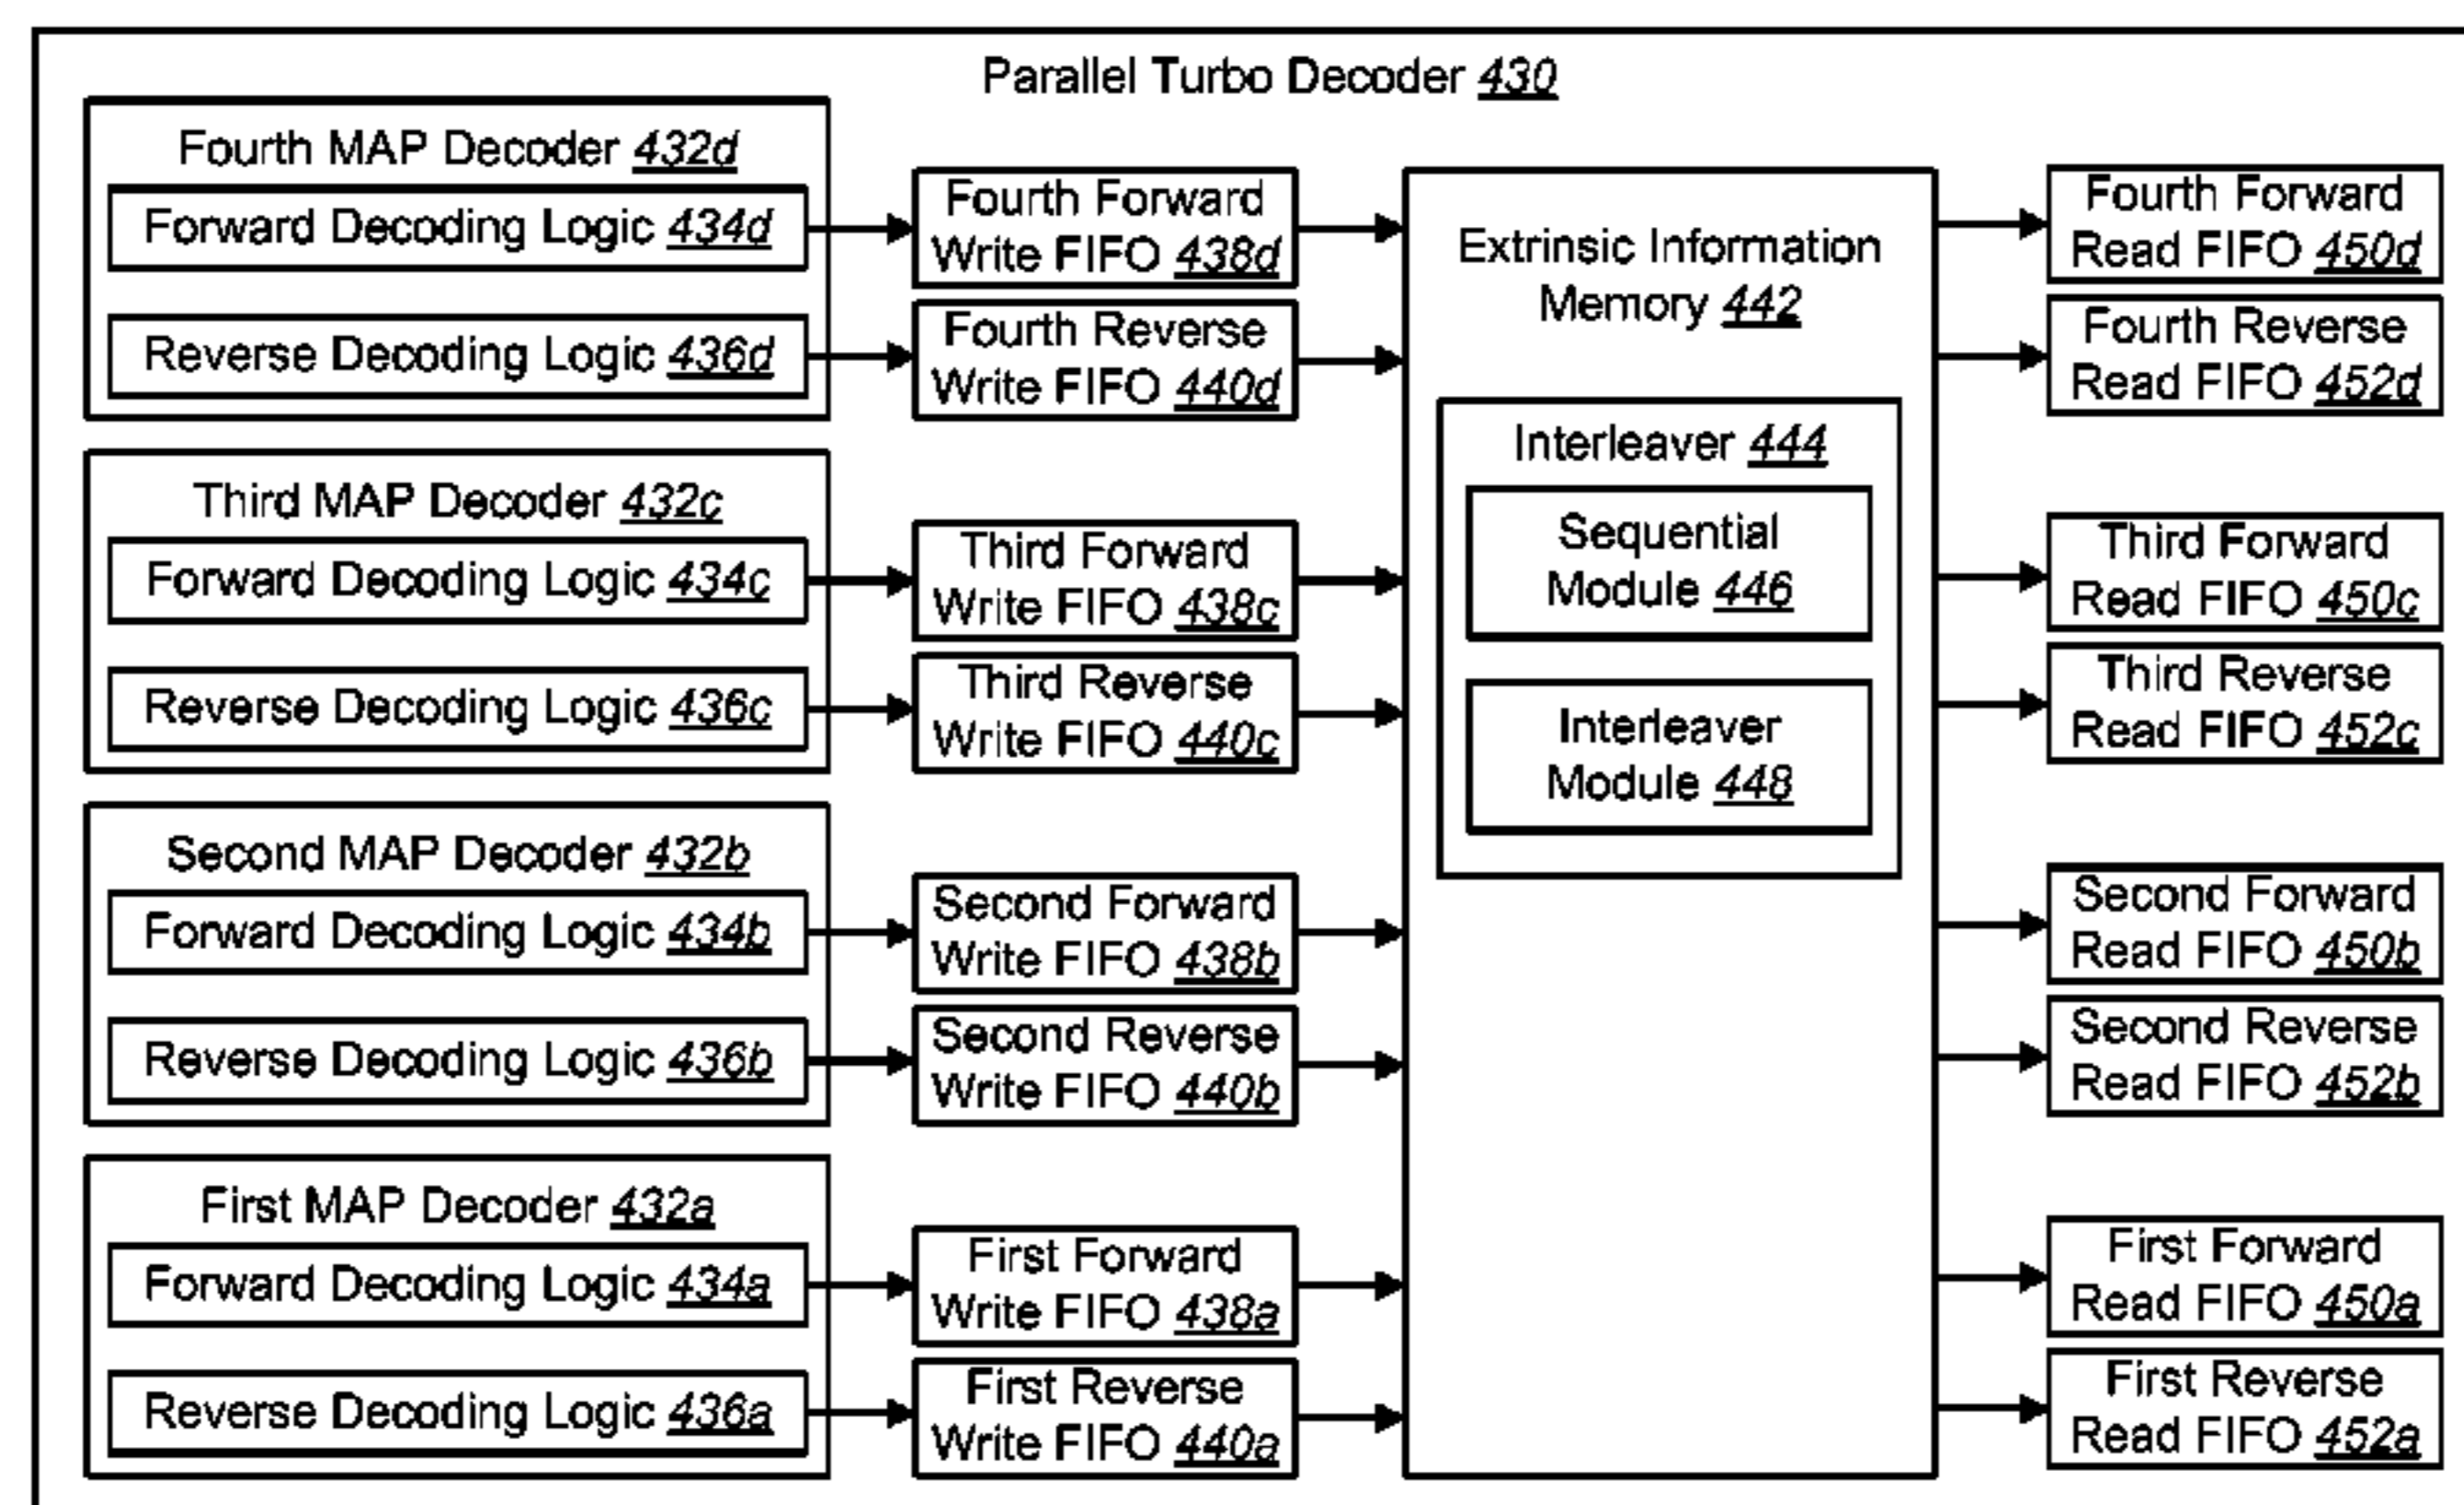 Parallel Turbo Decoder 430
Fourth MAP Decoder 432d
Forward Decoding Logic 434d
Reverse Decoding Logic 436d
Fourth Forward
Write FIFO 438d
Fourth Reverse
Write FIFO 440d
Third MAP Decoder 432c
Forward Decoding Logic 434c
Reverse Decoding Logic 436c
Third Forward
Write FIFO 438c
Third Reverse
Write FIFO 440c
Second MAP Decoder 432b
Forward Decoding Logic 434b
Reverse Decoding Logic 436b
Second Forward
Write FIFO 438b
Second Reverse
Write FIFO 440b
First MAP Decoder 432a
Forward Decoding Logic 434a
Reverse Decoding Logic 436a
First Forward
Write FIFO 438a
First Reverse
Write FIFO 440a
Extrinsic Information
Memory 442
Interleaver 444
Sequential
Module 446
Interleaver
Module 448
Fourth Forward
Read FIFO 450d
Fourth Reverse
Read FIFO 452d
Third Forward
Read FIFO 450c
Third Reverse
Read FIFO 452c
Second Forward
Read FIFO 450b
Second Reverse
Read FIFO 452b
First Forward
Read FIFO 450a
First Reverse
Read FIFO 452a